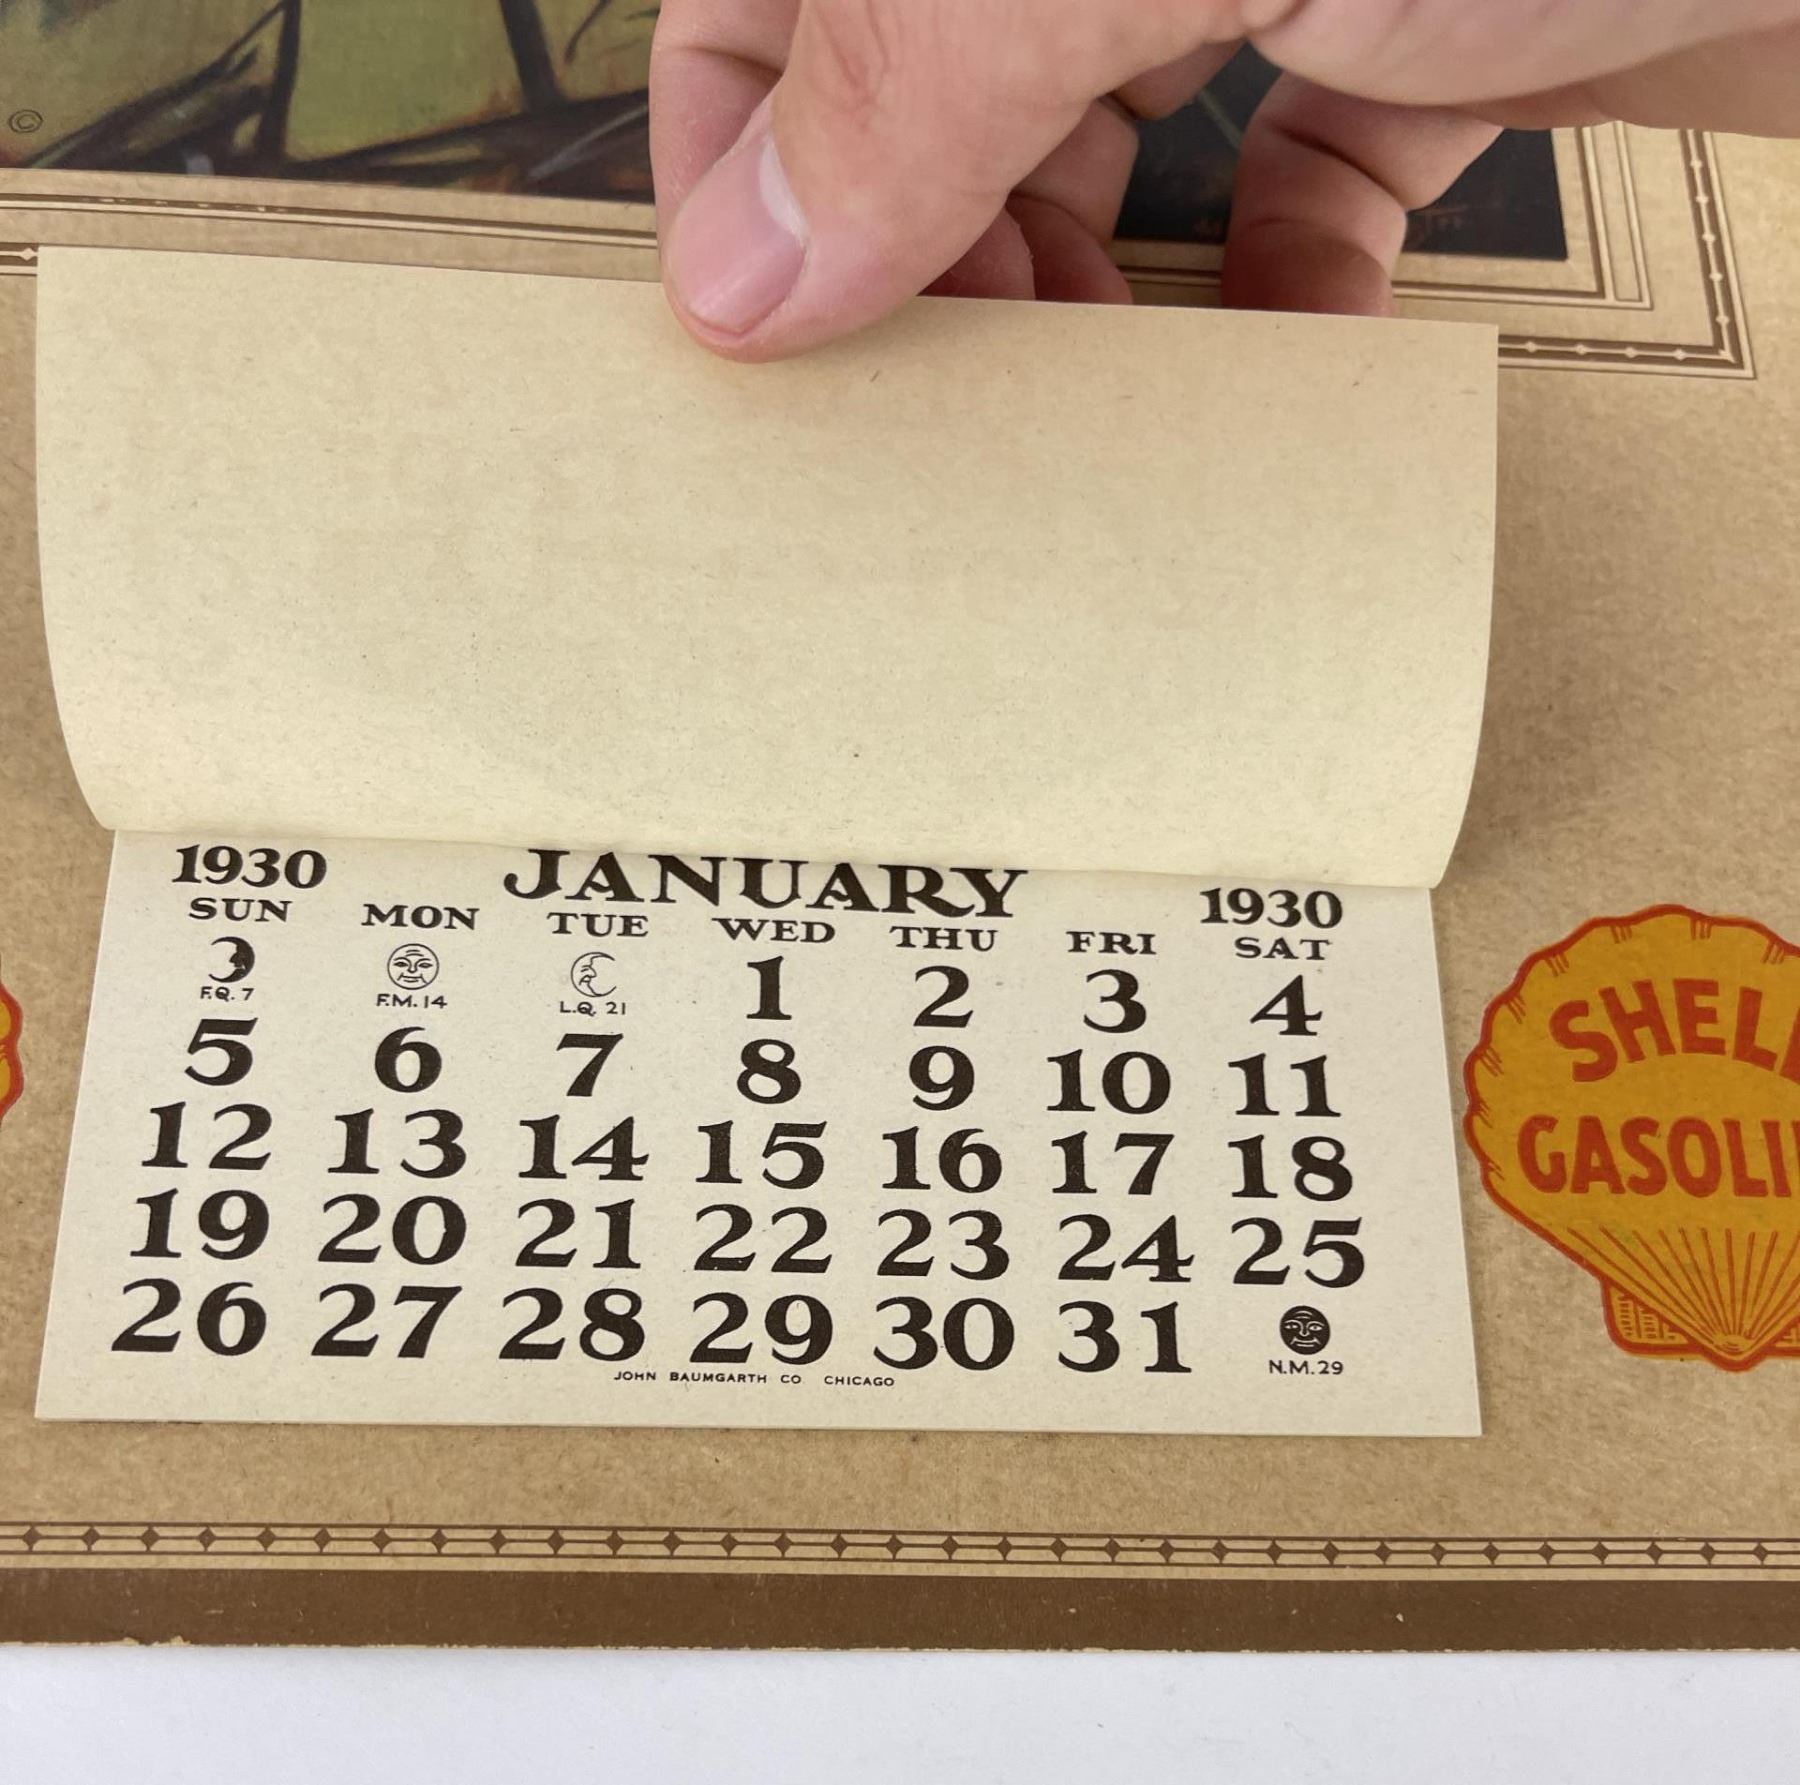 ©
1930 JANUARY 1930
SUN MON TUE WED THU FRI SAT
F.Q. 7 F.M. 14 L.Q. 21 1 2 3 4
5 6 7 8 9 10 11
12 13 14 15 16 17 18
19 20 21 22 23 24 25
26 27 28 29 30 31 N.M. 29
JOHN BAUMGARTH CO CHICAGO
SHELL
GASOLI